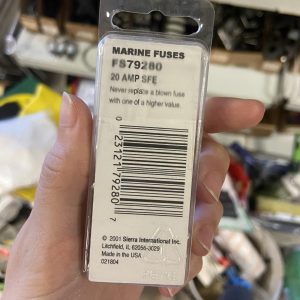 MARINE FUSES
FS79280
20 AMP SFE
Never replace a blown fuse
with one of a higher value.
0 23121 79280 7
© 2001 Sierra International Inc.
Litchfield, IL 62056-3029
Made in the USA
021804